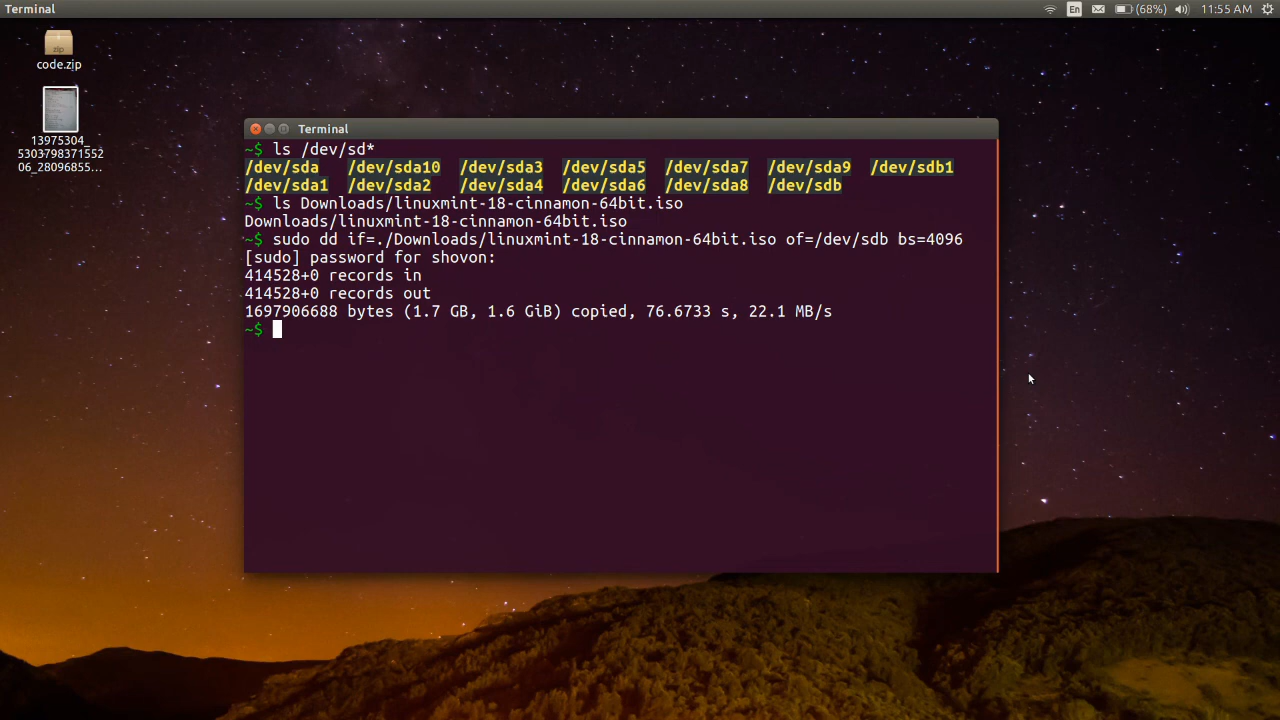 Terminal
En
(68%)
11:55 AM
zip
code.zip
13975304_
5303798371552
06_28096855...
Terminal
~$ ls /dev/sd*
/dev/sda /dev/sda10 /dev/sda3 /dev/sda5 /dev/sda7 /dev/sda9 /dev/sdb1
/dev/sda1 /dev/sda2 /dev/sda4 /dev/sda6 /dev/sda8 /dev/sdb
~$ ls Downloads/linuxmint-18-cinnamon-64bit.iso
Downloads/linuxmint-18-cinnamon-64bit.iso
~$ sudo dd if=./Downloads/linuxmint-18-cinnamon-64bit.iso of=/dev/sdb bs=4096
[sudo] password for shovon:
414528+0 records in
414528+0 records out
1697906688 bytes (1.7 GB, 1.6 GiB) copied, 76.6733 s, 22.1 MB/s
~$